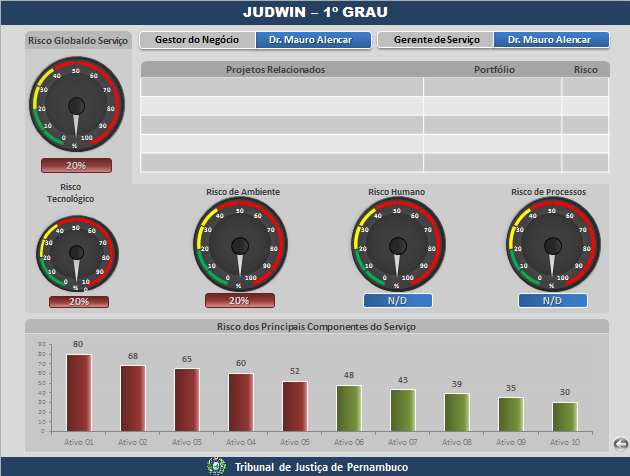 JUDWIN – 1º GRAU
Risco Global do Serviço
Gestor do Negócio
Dr. Mauro Alencar
Gerente de Serviço
Dr. Mauro Alencar
Projetos Relacionados
Portfólio
Risco
0 10 20 30 40 50 60 70 80 90 100
%
20%
Risco
Tecnológico
0 10 20 30 40 50 60 70 80 90 10
0
%
20%
Risco de Ambiente
0 10 20 30 40 50 60 70 80 90 100
%
20%
Risco Humano
0 10 20 30 40 50 60 70 80 90 100
%
N/D
Risco de Processos
0 10 20 30 40 50 60 70 80 90 100
%
N/D
Risco dos Principais Componentes do Serviço
90
80
70
60
50
40
30
20
10
0
80 68 65 60 52 48 43 39 35 30
Ativo 01 Ativo 02 Ativo 03 Ativo 04 Ativo 05 Ativo 06 Ativo 07 Ativo 08 Ativo 09 Ativo 10
Tribunal de Justiça de Pernambuco